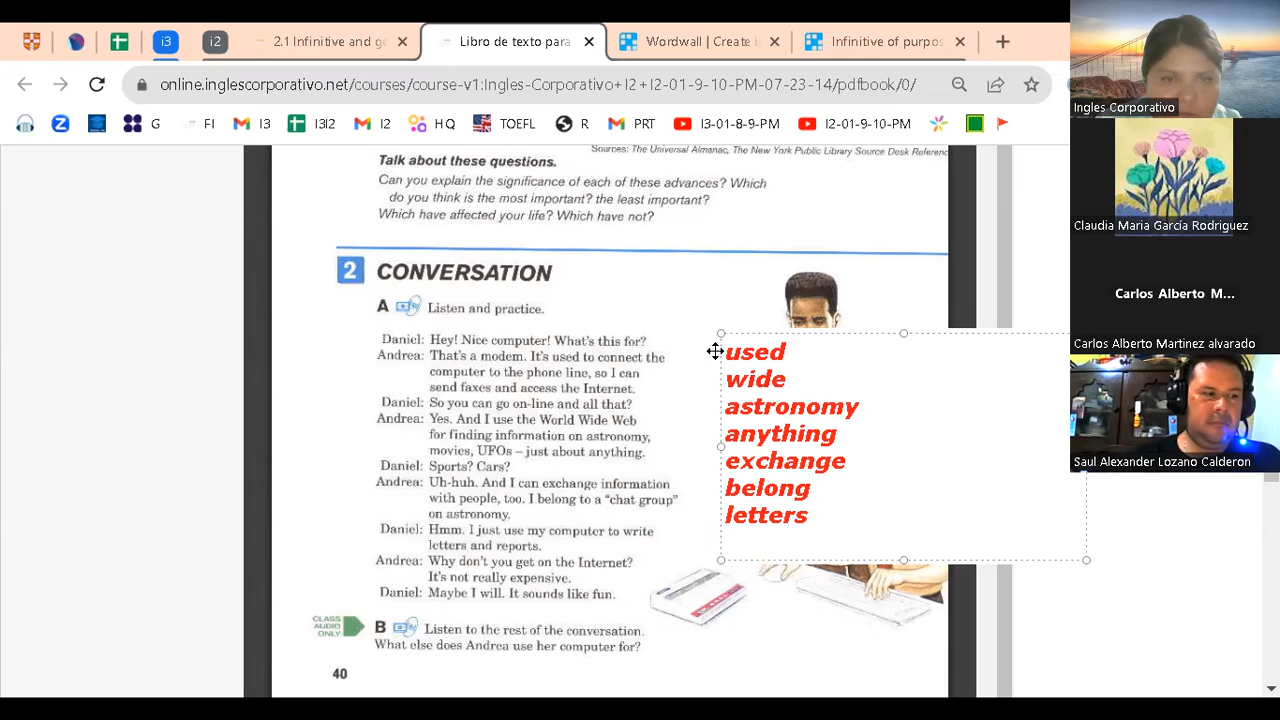 2.1 Infinitive and ge
Libro de texto para
Wordwall | Create b
Infinitive of purpos
online.inglescorporativo.net/courses/course-v1:Ingles-Corporativo+I2+I2-01-9-10-PM-07-23-14/pdfbook/0/
i3
i2
G
FI
I3
I3I2
I2
HQ
TOEFL
R
PRT
I3-01-8-9-PM
I2-01-9-10-PM
Sources: The Universal Almanac, The New York Public Library Source Desk Referenc
Talk about these questions.
Can you explain the significance of each of these advances? Which
do you think is the most important? the least important?
Which have affected your life? Which have not?
2 CONVERSATION
A Listen and practice.
Daniel: Hey! Nice computer! What's this for?
Andrea: That's a modem. It's used to connect the
computer to the phone line, so I can
send faxes and access the Internet.
Daniel: So you can go on-line and all that?
Andrea: Yes. And I use the World Wide Web
for finding information on astronomy,
movies, UFOs – just about anything.
Daniel: Sports? Cars?
Andrea: Uh-huh. And I can exchange information
with people, too. I belong to a “chat group”
on astronomy.
Daniel: Hmm. I just use my computer to write
letters and reports.
Andrea: Why don't you get on the Internet?
It's not really expensive.
Daniel: Maybe I will. It sounds like fun.
CLASS
AUDIO
ONLY
B Listen to the rest of the conversation.
What else does Andrea use her computer for?
40
used
wide
astronomy
anything
exchange
belong
letters
Ingles Corporativo
Claudia Maria García Rodriguez
Carlos Alberto M...
Carlos Alberto Martinez alvarado
Saul Alexander Lozano Calderon